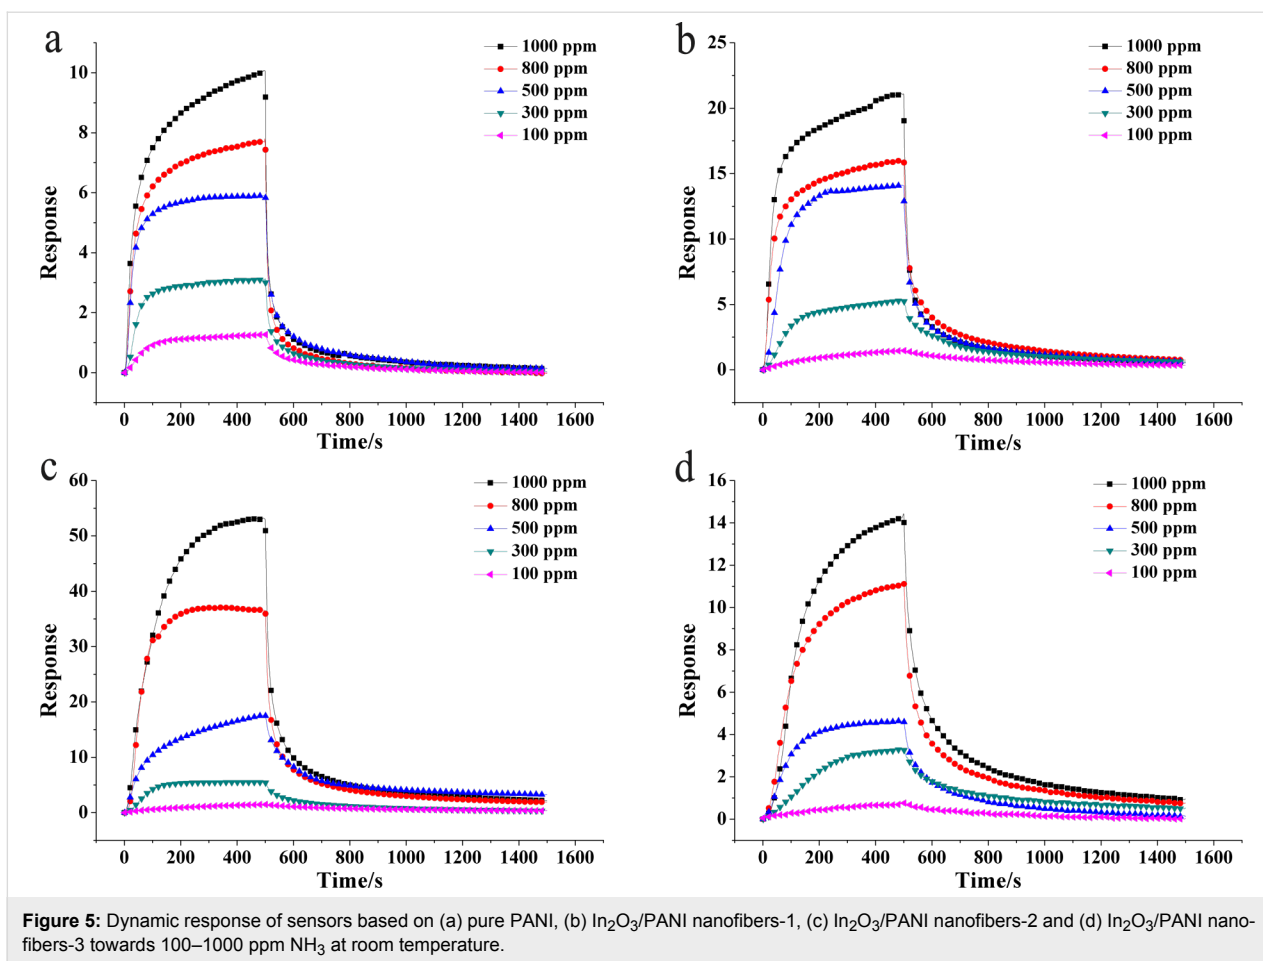 a
1000 ppm
800 ppm
500 ppm
300 ppm
100 ppm
10
8
6
4
2
0
Response
0 200 400 600 800 1000 1200 1400 1600
Time/s
b
1000 ppm
800 ppm
500 ppm
300 ppm
100 ppm
25
20
15
10
5
0
Response
0 200 400 600 800 1000 1200 1400 1600
Time/s
c
1000 ppm
800 ppm
500 ppm
300 ppm
100 ppm
60
50
40
30
20
10
0
Response
0 200 400 600 800 1000 1200 1400 1600
Time/s
d
1000 ppm
800 ppm
500 ppm
300 ppm
100 ppm
16
14
12
10
8
6
4
2
0
Response
0 200 400 600 800 1000 1200 1400 1600
Time/s
Figure 5: Dynamic response of sensors based on (a) pure PANI, (b) In₂O₃/PANI nanofibers-1, (c) In₂O₃/PANI nanofibers-2 and (d) In₂O₃/PANI nano-
fibers-3 towards 100–1000 ppm NH₃ at room temperature.